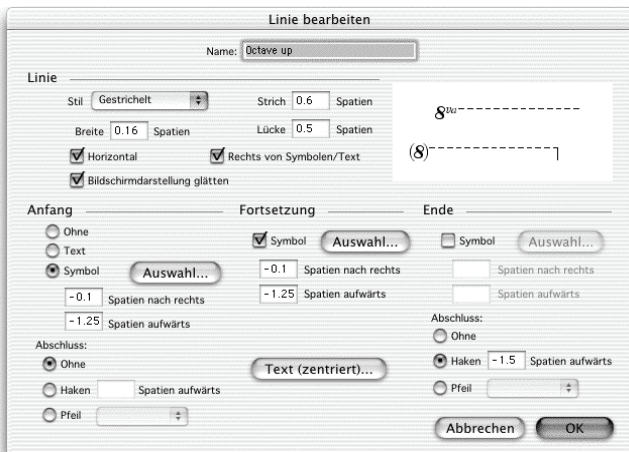 Linie bearbeiten
Name: Octave up
Linie
Stil Gestrichelt Strich 0.6 Spatien
Breite 0.16 Spatien Lücke 0.5 Spatien
Horizontal Rechts von Symbolen/Text
Bildschirmdarstellung glätten
8va
(8)
Anfang Fortsetzung Ende
Ohne
Text
Symbol Auswahl... Symbol Auswahl... Symbol Auswahl...
-0.1 Spatien nach rechts -0.1 Spatien nach rechts Spatien nach rechts
-1.25 Spatien aufwärts -1.25 Spatien aufwärts Spatien aufwärts
Abschluss: Abschluss:
Ohne Ohne
Haken Spatien aufwärts Text (zentriert)... Haken -1.5 Spatien aufwärts
Pfeil Pfeil
Abbrechen OK